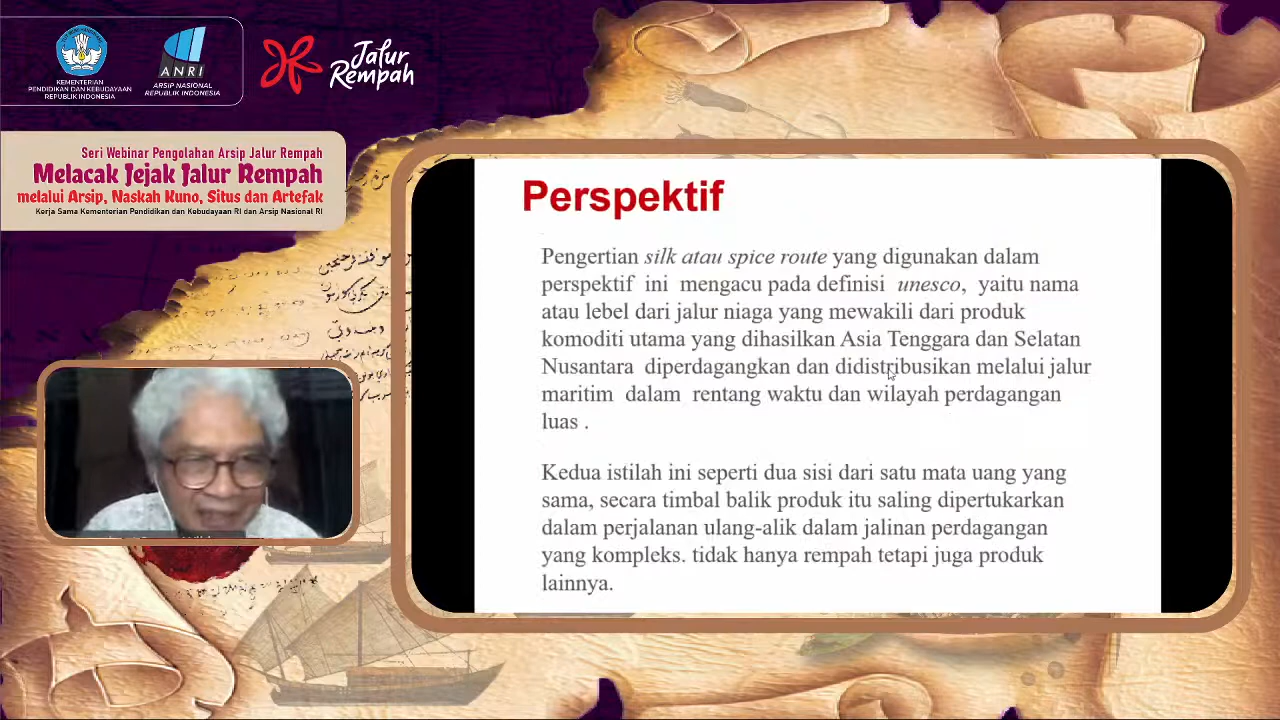 KEMENTERIAN
PENDIDIKAN DAN KEBUDAYAAN
REPUBLIK INDONESIA
ANRI
ARSIP NASIONAL
REPUBLIK INDONESIA
Jalur
Rempah
Seri Webinar Pengolahan Arsip Jalur Rempah
Melacak Jejak Jalur Rempah
melalui Arsip, Naskah Kuno, Situs dan Artefak
Kerja Sama Kementerian Pendidikan dan Kebudayaan RI dan Arsip Nasional RI
Perspektif
Pengertian silk atau spice route yang digunakan dalam
perspektif ini mengacu pada definisi unesco, yaitu nama
atau lebel dari jalur niaga yang mewakili dari produk
komoditi utama yang dihasilkan Asia Tenggara dan Selatan
Nusantara diperdagangkan dan didistribusikan melalui jalur
maritim dalam rentang waktu dan wilayah perdagangan
luas .
Kedua istilah ini seperti dua sisi dari satu mata uang yang
sama, secara timbal balik produk itu saling dipertukarkan
dalam perjalanan ulang-alik dalam jalinan perdagangan
yang kompleks. tidak hanya rempah tetapi juga produk
lainnya.